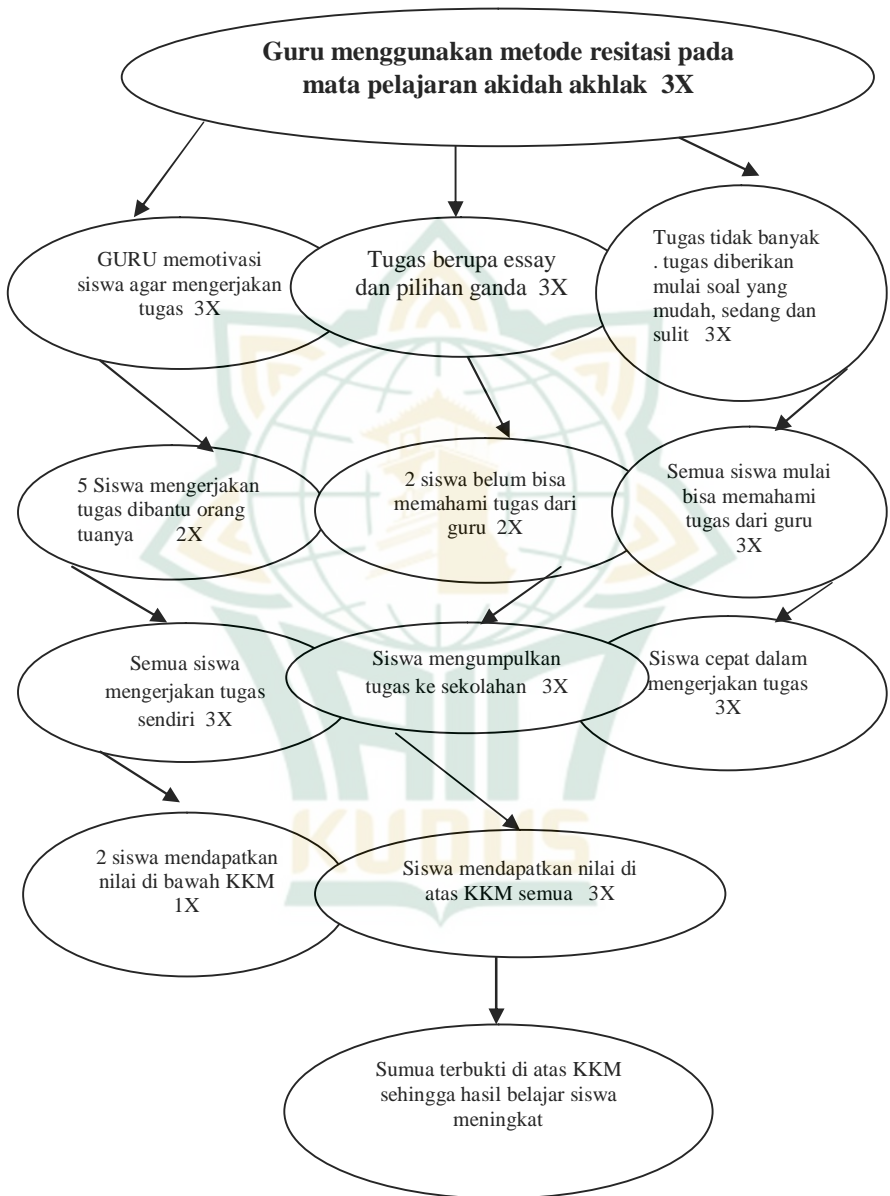 Guru menggunakan metode resitasi pada
mata pelajaran akidah akhlak 3X
GURU memotivasi
siswa agar mengerjakan
tugas 3X
Tugas berupa essay
dan pilihan ganda 3X
Tugas tidak banyak
. tugas diberikan
mulai soal yang
mudah, sedang dan
sulit 3X
5 Siswa mengerjakan
tugas dibantu orang
tuanya 2X
2 siswa belum bisa
memahami tugas dari
guru 2X
Semua siswa mulai
bisa memahami
tugas dari guru
3X
Semua siswa
mengerjakan tugas
sendiri 3X
Siswa mengumpulkan
tugas ke sekolahan 3X
Siswa cepat dalam
mengerjakan tugas
3X
2 siswa mendapatkan
nilai di bawah KKM
1X
Siswa mendapatkan nilai di
atas KKM semua 3X
Sumua terbukti di atas KKM
sehingga hasil belajar siswa
meningkat
IAIN
KUDUS